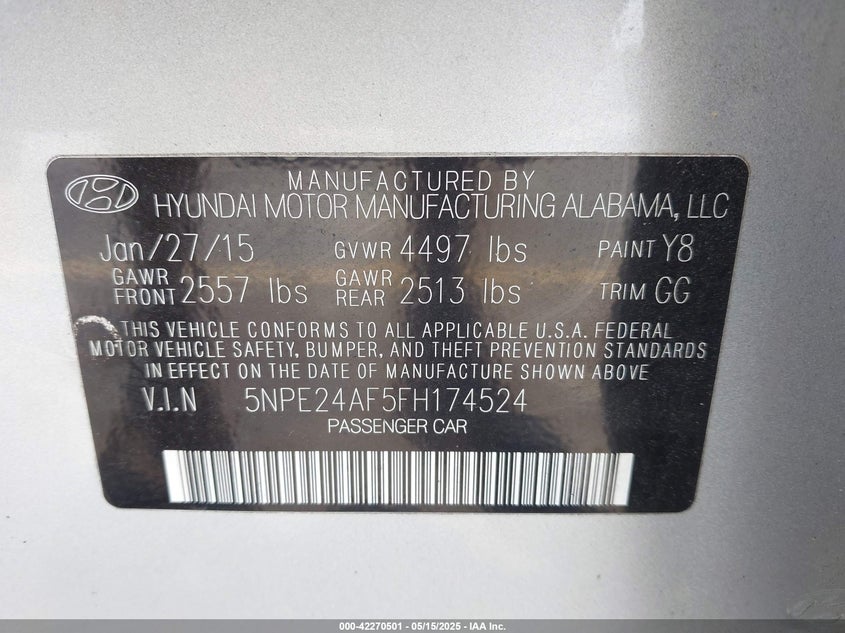 MANUFACTURED BY
HYUNDAI MOTOR MANUFACTURING ALABAMA, LLC
Jan/27/15 GVWR 4497 lbs PAINT Y8
GAWR FRONT 2557 lbs GAWR REAR 2513 lbs TRIM GG
THIS VEHICLE CONFORMS TO ALL APPLICABLE U.S.A. FEDERAL
MOTOR VEHICLE SAFETY, BUMPER, AND THEFT PREVENTION STANDARDS
IN EFFECT ON THE DATE OF MANUFACTURE SHOWN ABOVE
V.I.N 5NPE24AF5FH174524
PASSENGER CAR
000-42270501 - 05/15/2025 - IAA Inc.